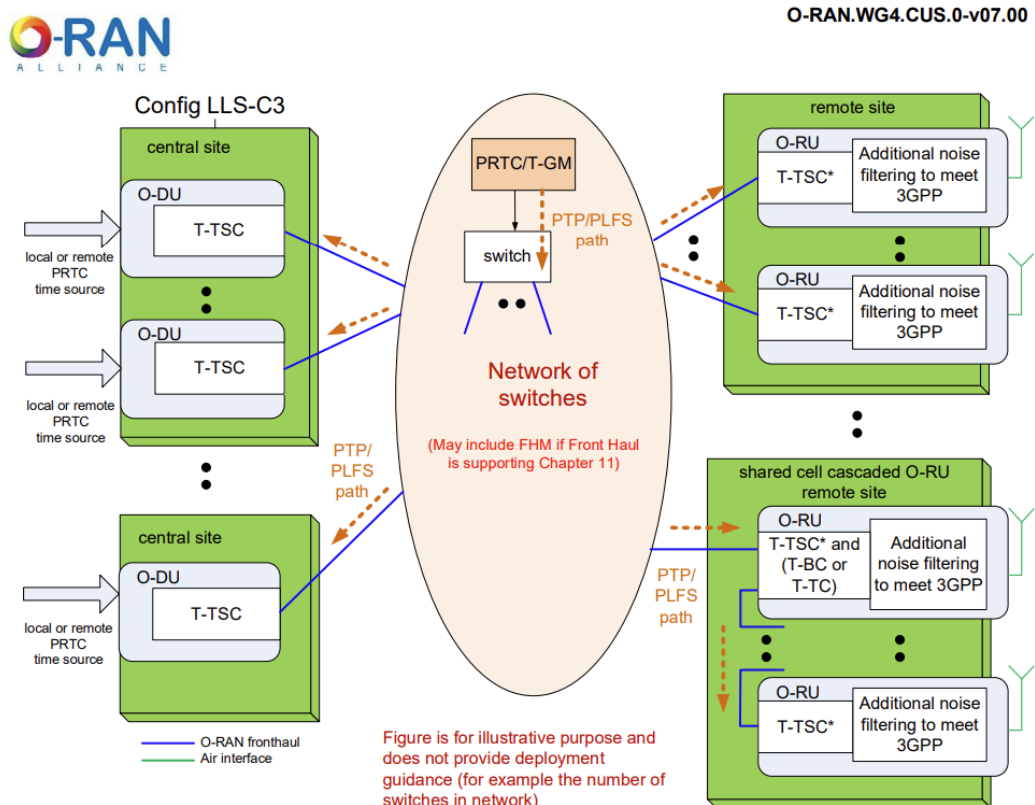 O-RAN.WG4.CUS.0-v07.00
O-RAN
ALLIANCE
Config LLS-C3
central site
O-DU
T-TSC
local or remote
PRTC
time source
O-DU
T-TSC
local or remote
PRTC
time source
central site
O-DU
T-TSC
local or remote
PRTC
time source
PTP/
PLFS
path
PRTC/T-GM
PTP/PLFS
path
switch
Network of
switches
(May include FHM if Front Haul
is supporting Chapter 11)
remote site
O-RU
T-TSC*
Additional noise
filtering to meet
3GPP
O-RU
T-TSC*
Additional noise
filtering to meet
3GPP
shared cell cascaded O-RU
remote site
O-RU
T-TSC* and
(T-BC or
T-TC)
Additional
noise filtering
to meet 3GPP
PTP/
PLFS
path
O-RU
T-TSC*
Additional noise
filtering to meet
3GPP
O-RAN fronthaul
Air interface
Figure is for illustrative purpose and
does not provide deployment
guidance (for example the number of
switches in network)